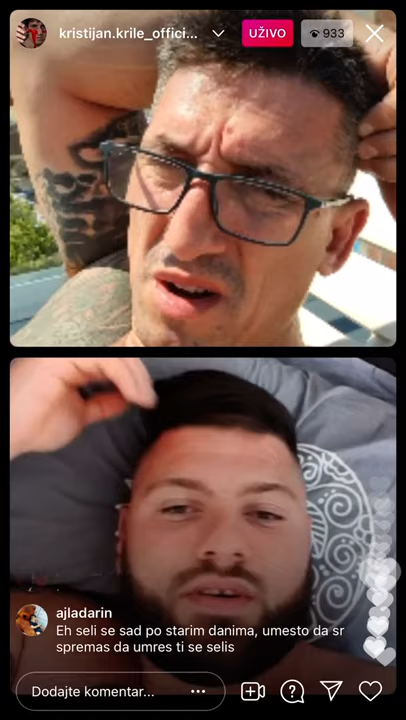 kristijan.krile_offici...
UŽIVO
933
ajladarin
Eh seli se sad po starim danima, umesto da sr
spremas da umres ti se selis
Dodajte komentar...